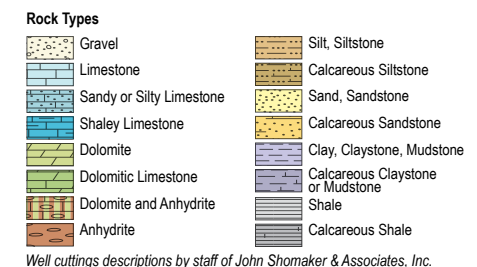 Rock Types
Gravel
Limestone
Sandy or Silty Limestone
Shaley Limestone
Dolomite
Dolomitic Limestone
Dolomite and Anhydrite
Anhydrite
Silt, Siltstone
Calcareous Siltstone
Sand, Sandstone
Calcareous Sandstone
Clay, Claystone, Mudstone
Calcareous Claystone
or Mudstone
Shale
Calcareous Shale
Well cuttings descriptions by staff of John Shomaker & Associates, Inc.